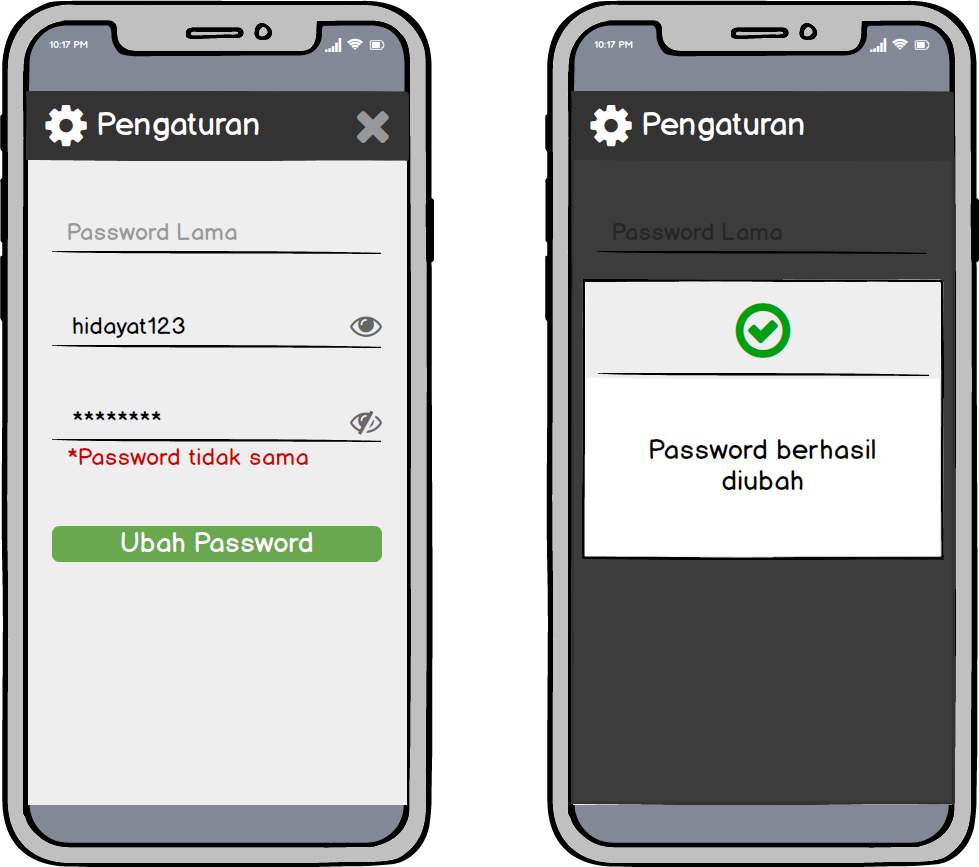 10:17 PM
Pengaturan
Password Lama
hidayat123
********
*Password tidak sama
Ubah Password
10:17 PM
Pengaturan
Password Lama
Password berhasil
diubah